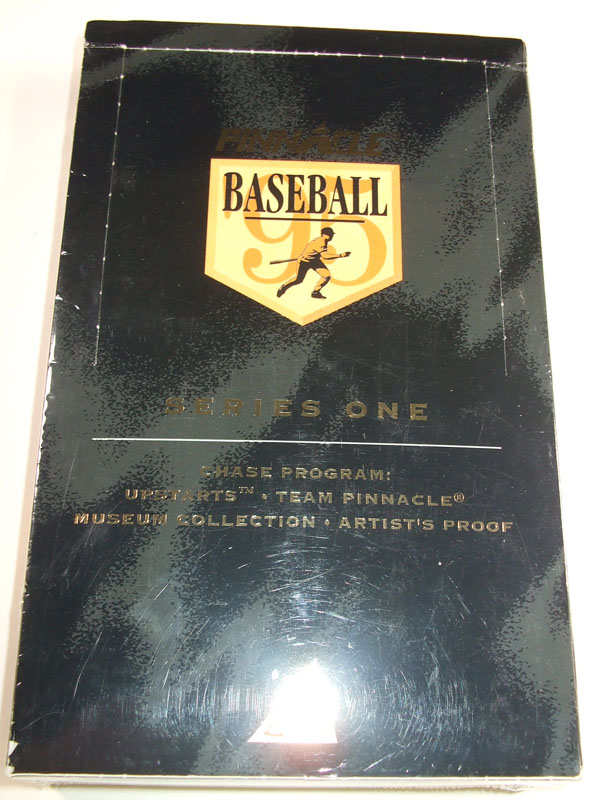 PINNACLE
BASEBALL
'95
SERIES ONE
CHASE PROGRAM:
UPSTARTS™ • TEAM PINNACLE®
MUSEUM COLLECTION • ARTIST'S PROOF